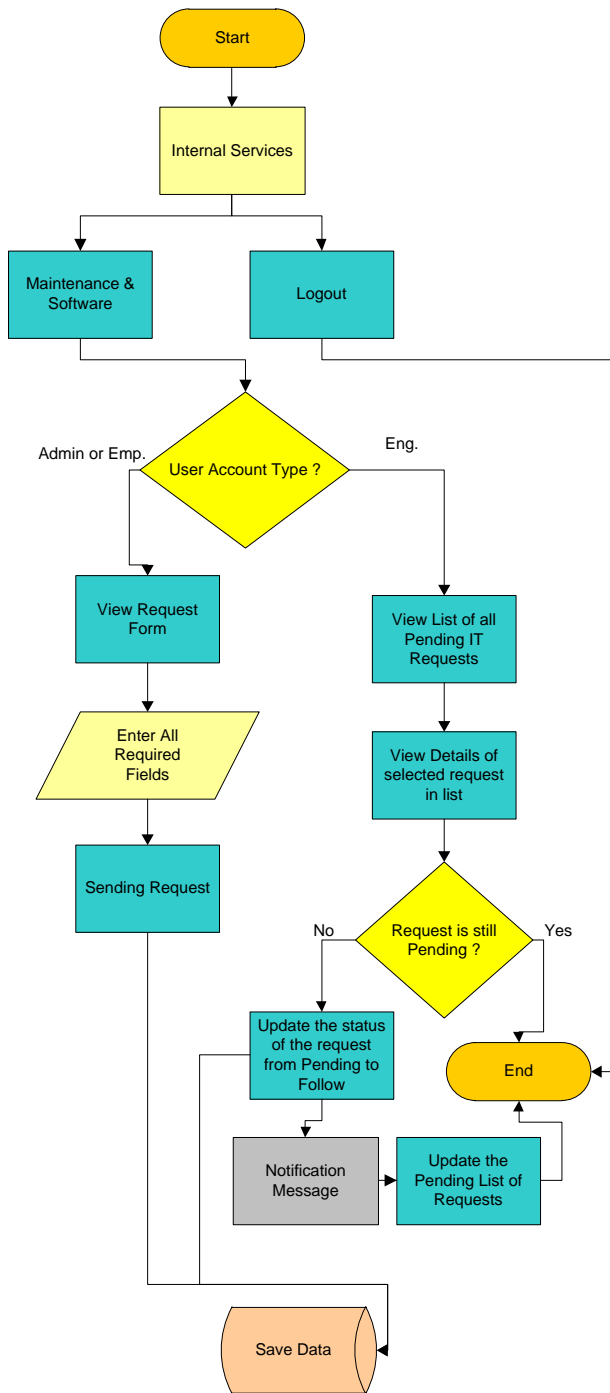 Start
Internal Services
Maintenance &
Software
Logout
Admin or Emp.
Eng.
User Account Type ?
View Request
Form
View List of all
Pending IT
Requests
Enter All
Required
Fields
View Details of
selected request
in list
Sending Request
No
Request is still
Pending ?
Yes
Update the status
of the request
from Pending to
Follow
End
Notification
Message
Update the
Pending List of
Requests
Save Data